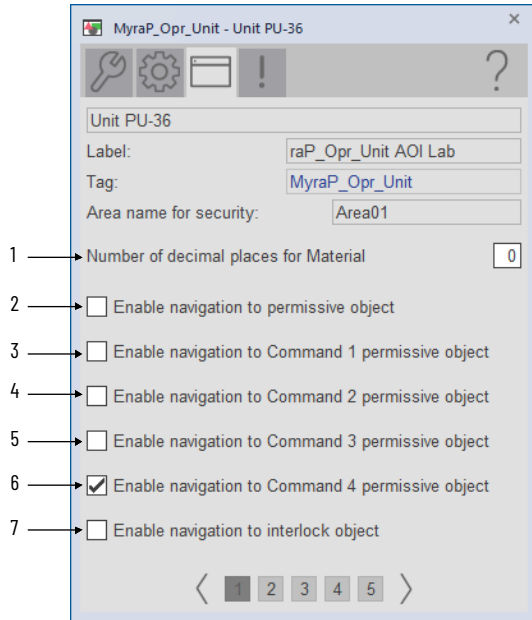 MyraP_Opr_Unit - Unit PU-36
Unit PU-36
Label: raP_Opr_Unit AOI Lab
Tag: MyraP_Opr_Unit
Area name for security: Area01
1 Number of decimal places for Material 0
2 Enable navigation to permissive object
3 Enable navigation to Command 1 permissive object
4 Enable navigation to Command 2 permissive object
5 Enable navigation to Command 3 permissive object
6 Enable navigation to Command 4 permissive object
7 Enable navigation to interlock object
1 2 3 4 5